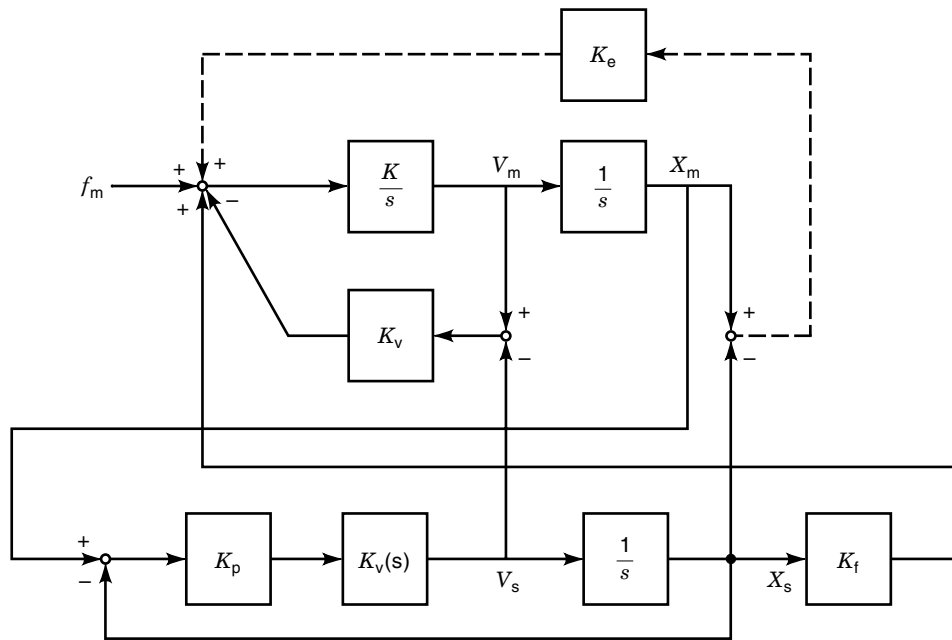 K_e
+
+
f_m
+
−
K
s
V_m
1
s
X_m
K_v
+
−
+
−
+
−
K_p
K_v(s)
V_s
1
s
X_s
K_f